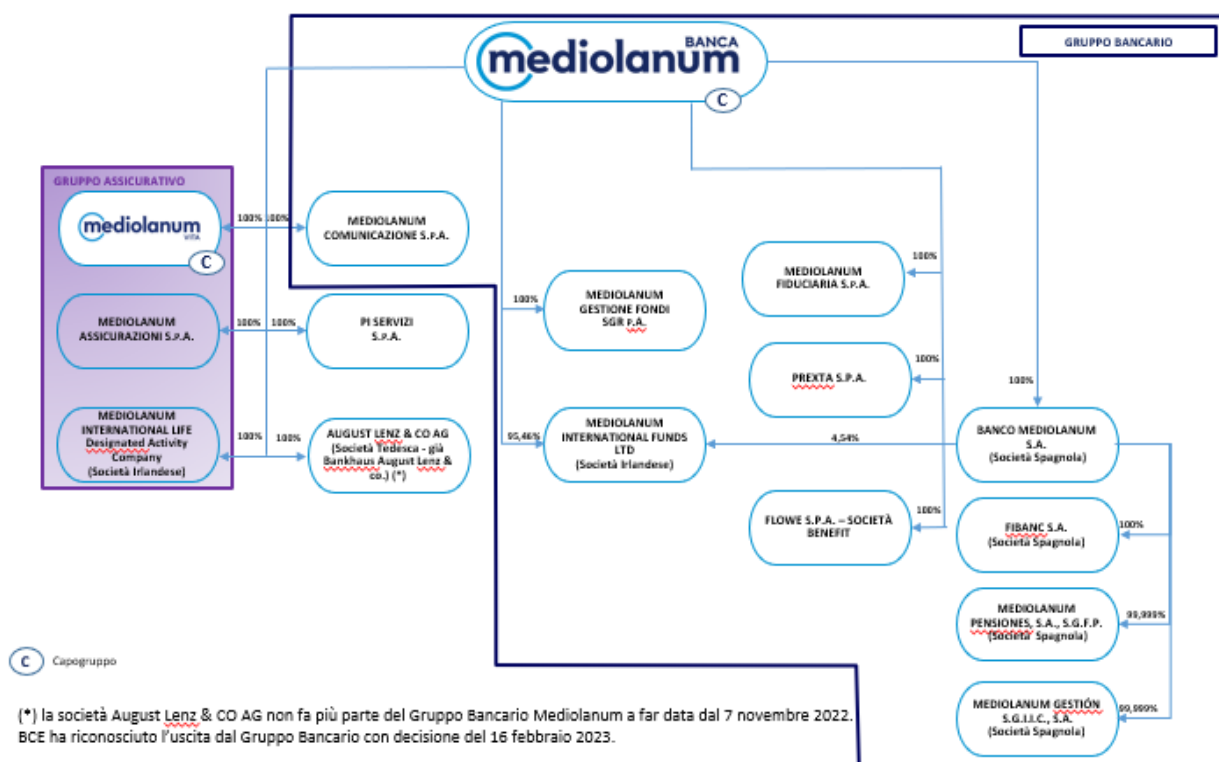 BANCA
mediolanum
C
GRUPPO BANCARIO
GRUPPO ASSICURATIVO
mediolanum
VITA
C
100%
100%
MEDIOLANUM
COMUNICAZIONE S.P.A.
MEDIOLANUM
ASSICURAZIONI S.P.A.
100%
100%
PI SERVIZI
S.P.A.
MEDIOLANUM
INTERNATIONAL LIFE
Designated Activity
Company
(Società Irlandese)
100%
100%
AUGUST LENZ & CO AG
(Società Tedesca - già
Bankhaus August Lenz &
co.) (*)
100%
MEDIOLANUM
GESTIONE FONDI
SGR P.A.
95,46%
MEDIOLANUM
INTERNATIONAL FUNDS
LTD
(Società Irlandese)
4,54%
MEDIOLANUM
FIDUCIARIA S.P.A.
100%
PREXTA S.P.A.
100%
FLOWE S.P.A. – SOCIETÀ
BENEFIT
100%
100%
BANCO MEDIOLANUM
S.A.
(Società Spagnola)
FIBANC S.A.
(Società Spagnola)
100%
MEDIOLANUM
PENSIONES, S.A., S.G.F.P.
(Società Spagnola)
99,999%
MEDIOLANUM GESTIÓN
S.G.I.I.C., S.A.
(Società Spagnola)
99,999%
C Capogruppo
(*) la società August Lenz & CO AG non fa più parte del Gruppo Bancario Mediolanum a far data dal 7 novembre 2022.
BCE ha riconosciuto l'uscita dal Gruppo Bancario con decisione del 16 febbraio 2023.